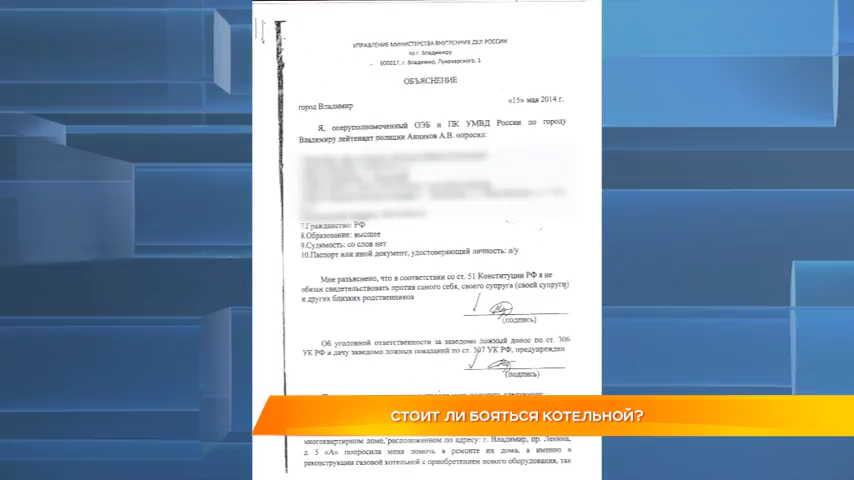 УПРАВЛЕНИЕ МИНИСТЕРСТВА ВНУТРЕННИХ ДЕЛ РОССИИ
по г. Владимиру
600017, г. Владимир, Луначарского, 1
ОБЪЯСНЕНИЕ
город Владимир «15» мая 2014 г.
Я, оперуполномоченный ОЭБ и ПК УМВД России по городу
Владимиру лейтенант полиции Аников А.В. опросил:
7.Гражданство: РФ
8.Образование: высшее
9.Судимость: со слов нет
10.Паспорт или иной документ, удостоверяющий личность: л/у
Мне разъяснено, что в соответствии со ст. 51 Конституции РФ я не
обязан свидетельствовать против самого себя, своего супруга (своей супруги)
и других близких родственников
(подпись)
Об уголовной ответственности за заведомо ложный донос по ст. 306
УК РФ и дачу заведомо ложных показаний по ст. 307 УК РФ, предупрежден
(подпись)
СТОИТ ЛИ БОЯТЬСЯ КОТЕЛЬНОЙ?
многоквартирном доме, расположенном по адресу: г. Владимир, пр. Ленина,
д. 5 «А» попросила меня помочь в ремонте их дома, а именно в
реконструкции газовой котельной с приобретением нового оборудования, так